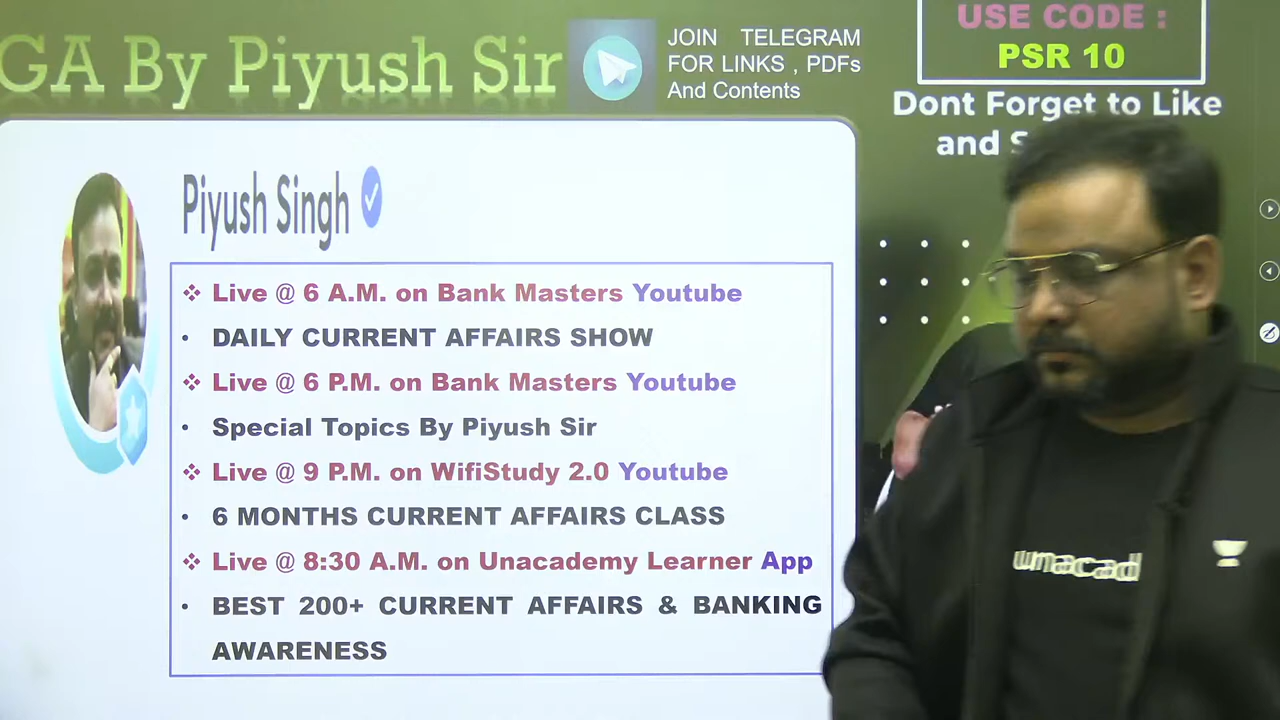 GA By Piyush Sir
JOIN TELEGRAM
FOR LINKS , PDFs
And Contents
USE CODE :
PSR 10
Dont Forget to Like
and
Piyush Singh
Live @ 6 A.M. on Bank Masters Youtube
DAILY CURRENT AFFAIRS SHOW
Live @ 6 P.M. on Bank Masters Youtube
Special Topics By Piyush Sir
Live @ 9 P.M. on WifiStudy 2.0 Youtube
6 MONTHS CURRENT AFFAIRS CLASS
Live @ 8:30 A.M. on Unacademy Learner App
BEST 200+ CURRENT AFFAIRS & BANKING
AWARENESS
unacad